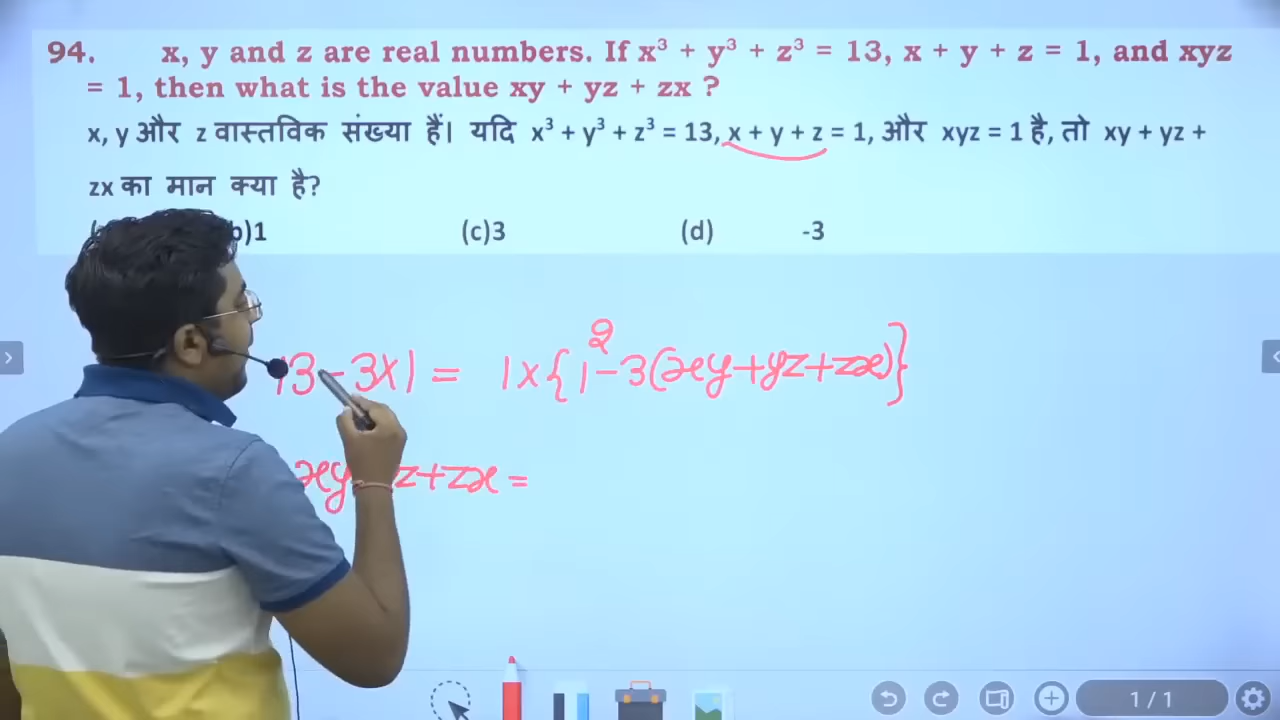 94. x, y and z are real numbers. If x³ + y³ + z³ = 13, x + y + z = 1, and xyz
= 1, then what is the value xy + yz + zx ?
x, y और z वास्तविक संख्या हैं। यदि x³ + y³ + z³ = 13, x + y + z = 1, और xyz = 1 है, तो xy + yz +
zx का मान क्या है?
b)1 (c)3 (d) -3
13-3×1 = 1×{1²-3(xy+yz+zx)}
z+zx =
1 / 1